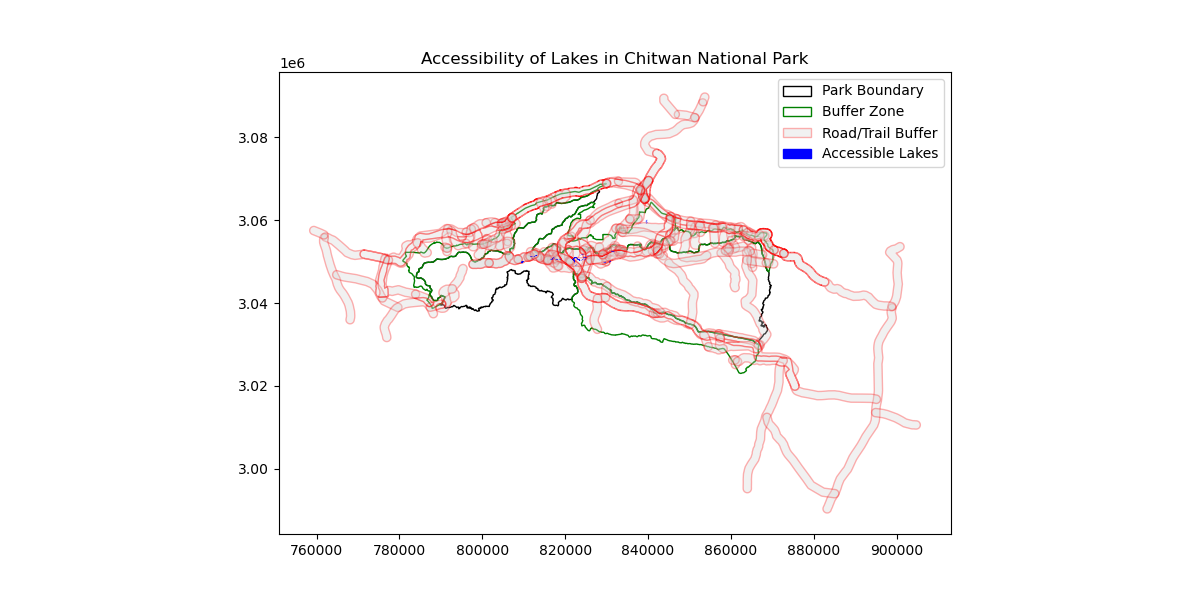 Accessibility of Lakes in Chitwan National Park
1e6
Park Boundary
Buffer Zone
Road/Trail Buffer
Accessible Lakes
3.08
3.06
3.04
3.02
3.00
760000 780000 800000 820000 840000 860000 880000 900000